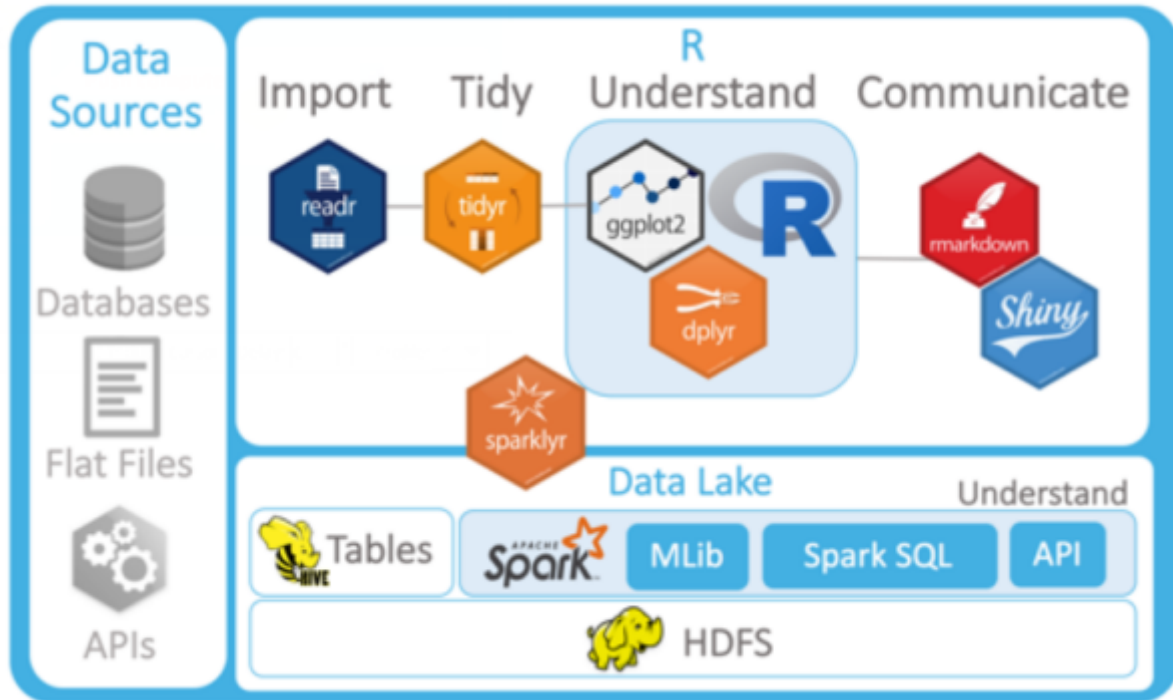 Data
Sources
Databases
Flat Files
APIs
R
Import Tidy Understand Communicate
readr
tidyr
ggplot2
R
dplyr
rmarkdown
Shiny
sparklyr
Data Lake
Understand
HIVE
Tables
APACHE
Spark
MLib
Spark SQL
API
HDFS